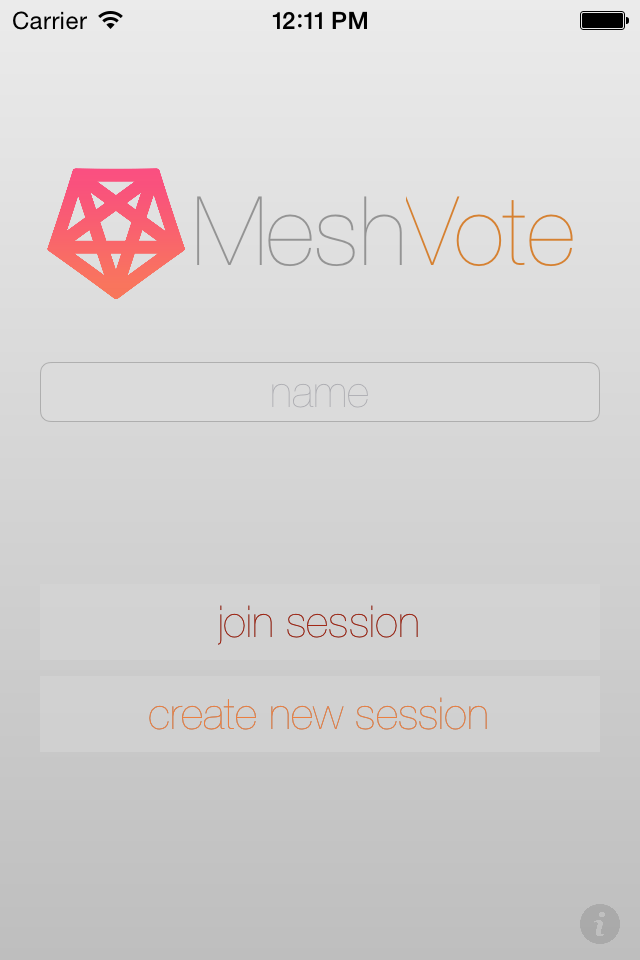 Carrier 12:11 PM
MeshVote
name
join session
create new session
i